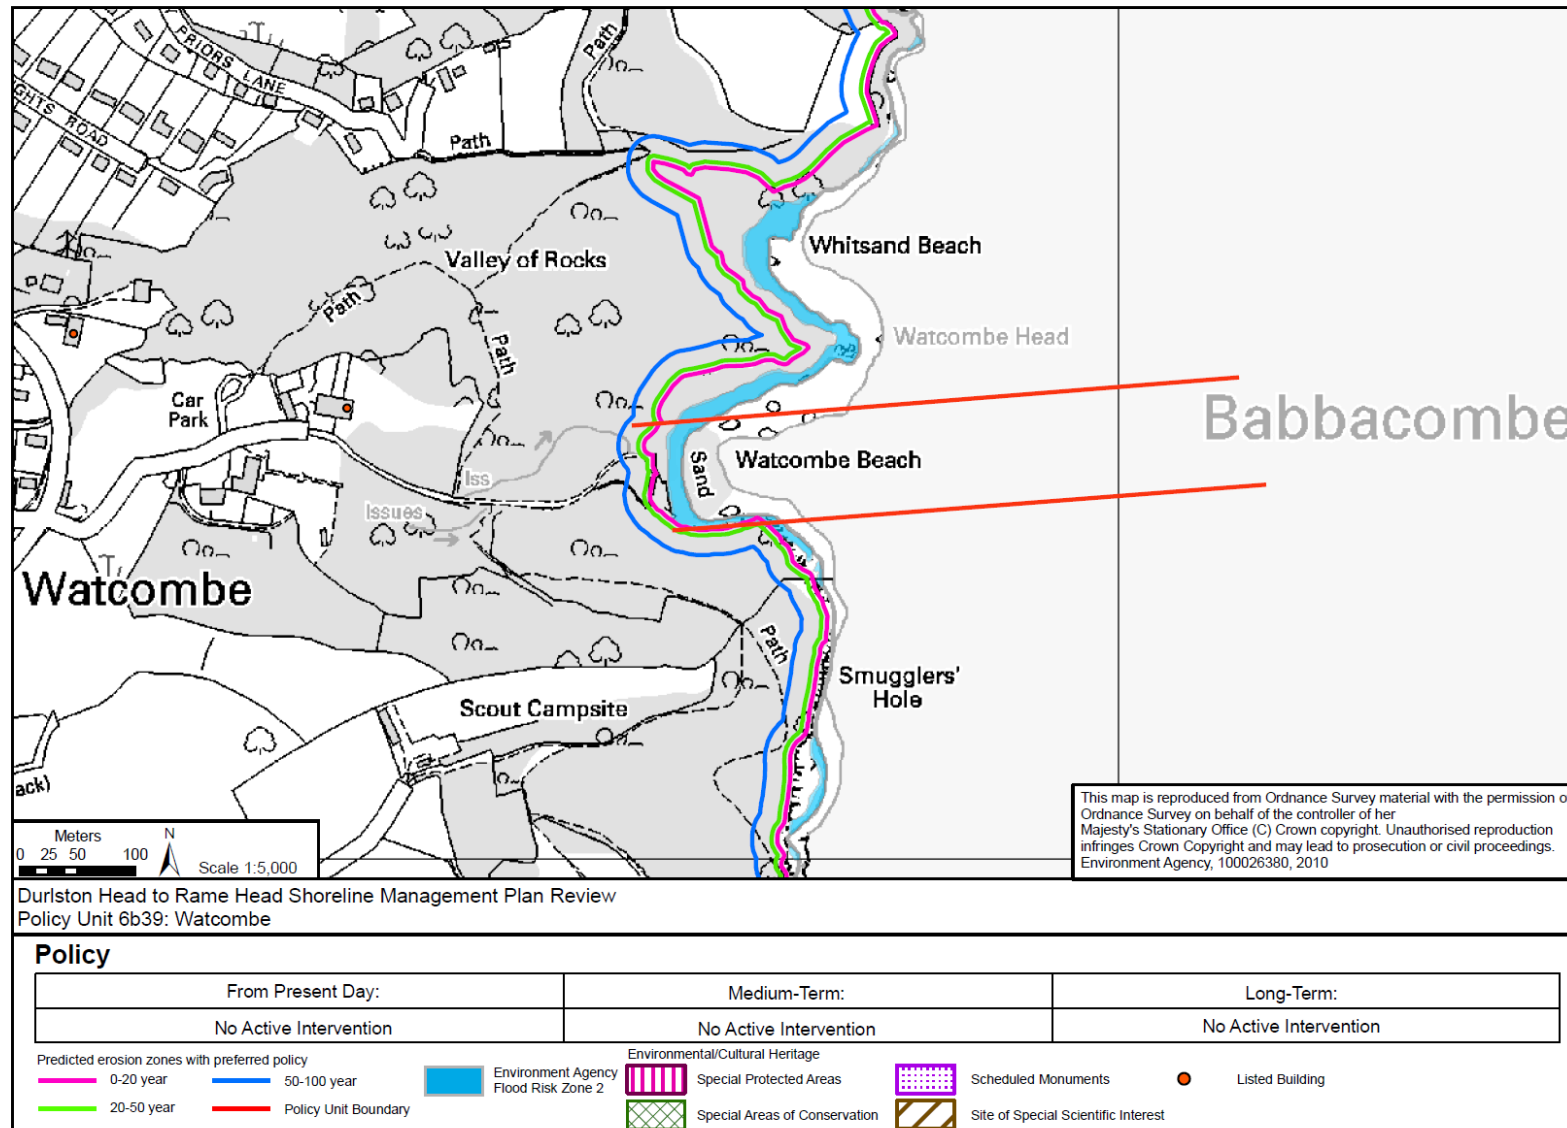 PRIORS LANE
GHTS ROAD
Path
Path
Valley of Rocks
Path
Path
Whitsand Beach
Watcombe Head
Car
Park
Babbacombe
Watcombe Beach
Sand
Iss
Issues
Watcombe
Path
Smugglers'
Hole
Scout Campsite
ack)
Meters
N
0 25 50 100
Scale 1:5,000
This map is reproduced from Ordnance Survey material with the permission o
Ordnance Survey on behalf of the controller of her
Majesty's Stationary Office (C) Crown copyright. Unauthorised reproduction
infringes Crown Copyright and may lead to prosecution or civil proceedings.
Environment Agency, 100026380, 2010
Durlston Head to Rame Head Shoreline Management Plan Review
Policy Unit 6b39: Watcombe
Policy
From Present Day: Medium-Term: Long-Term:
No Active Intervention No Active Intervention No Active Intervention
Predicted erosion zones with preferred policy
0-20 year
50-100 year
20-50 year
Policy Unit Boundary
Environment Agency
Flood Risk Zone 2
Environmental/Cultural Heritage
Special Protected Areas
Scheduled Monuments
Listed Building
Special Areas of Conservation
Site of Special Scientific Interest